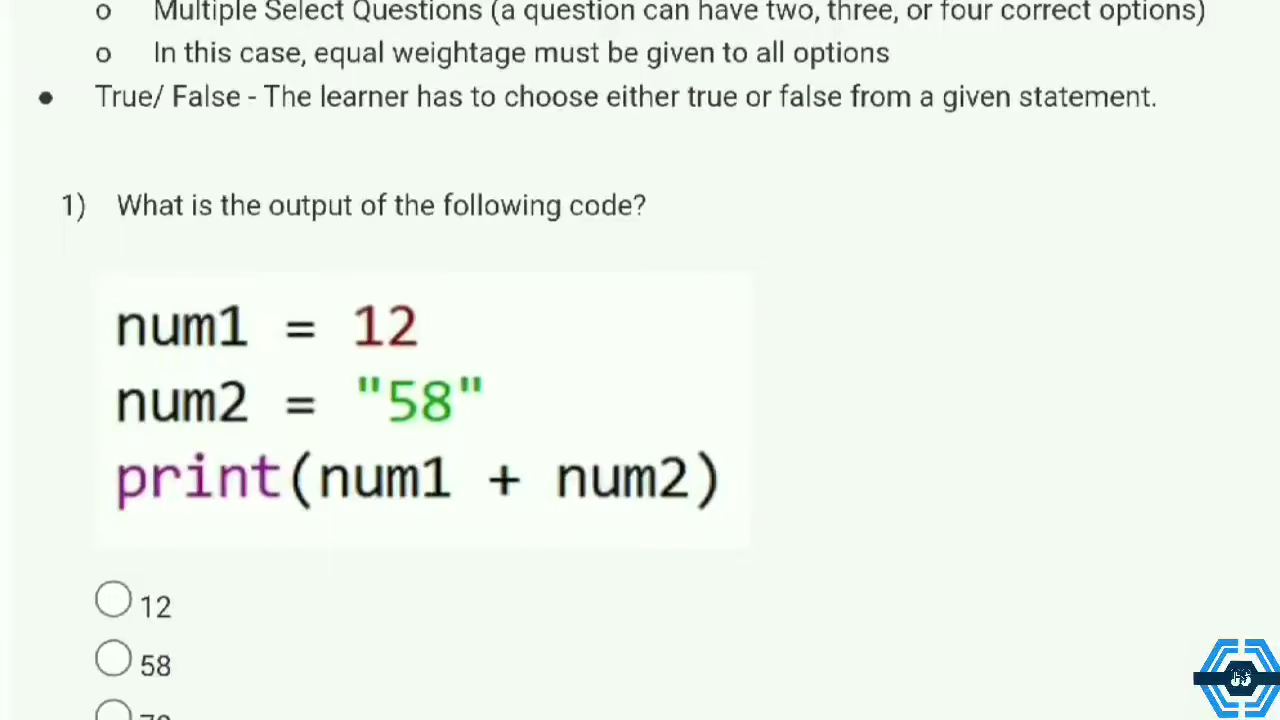 o Multiple Select Questions (a question can have two, three, or four correct options)
o In this case, equal weightage must be given to all options
● True/ False - The learner has to choose either true or false from a given statement.
1) What is the output of the following code?
num1 = 12
num2 = "58"
print(num1 + num2)
12
58